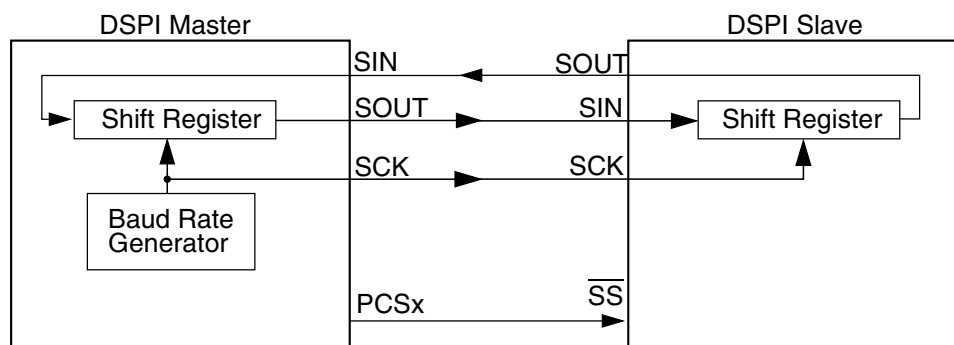 DSPI Master
DSPI Slave
SIN
SOUT
Shift Register
SOUT
SIN
Shift Register
SCK
SCK
Baud Rate
Generator
PCSx
SS